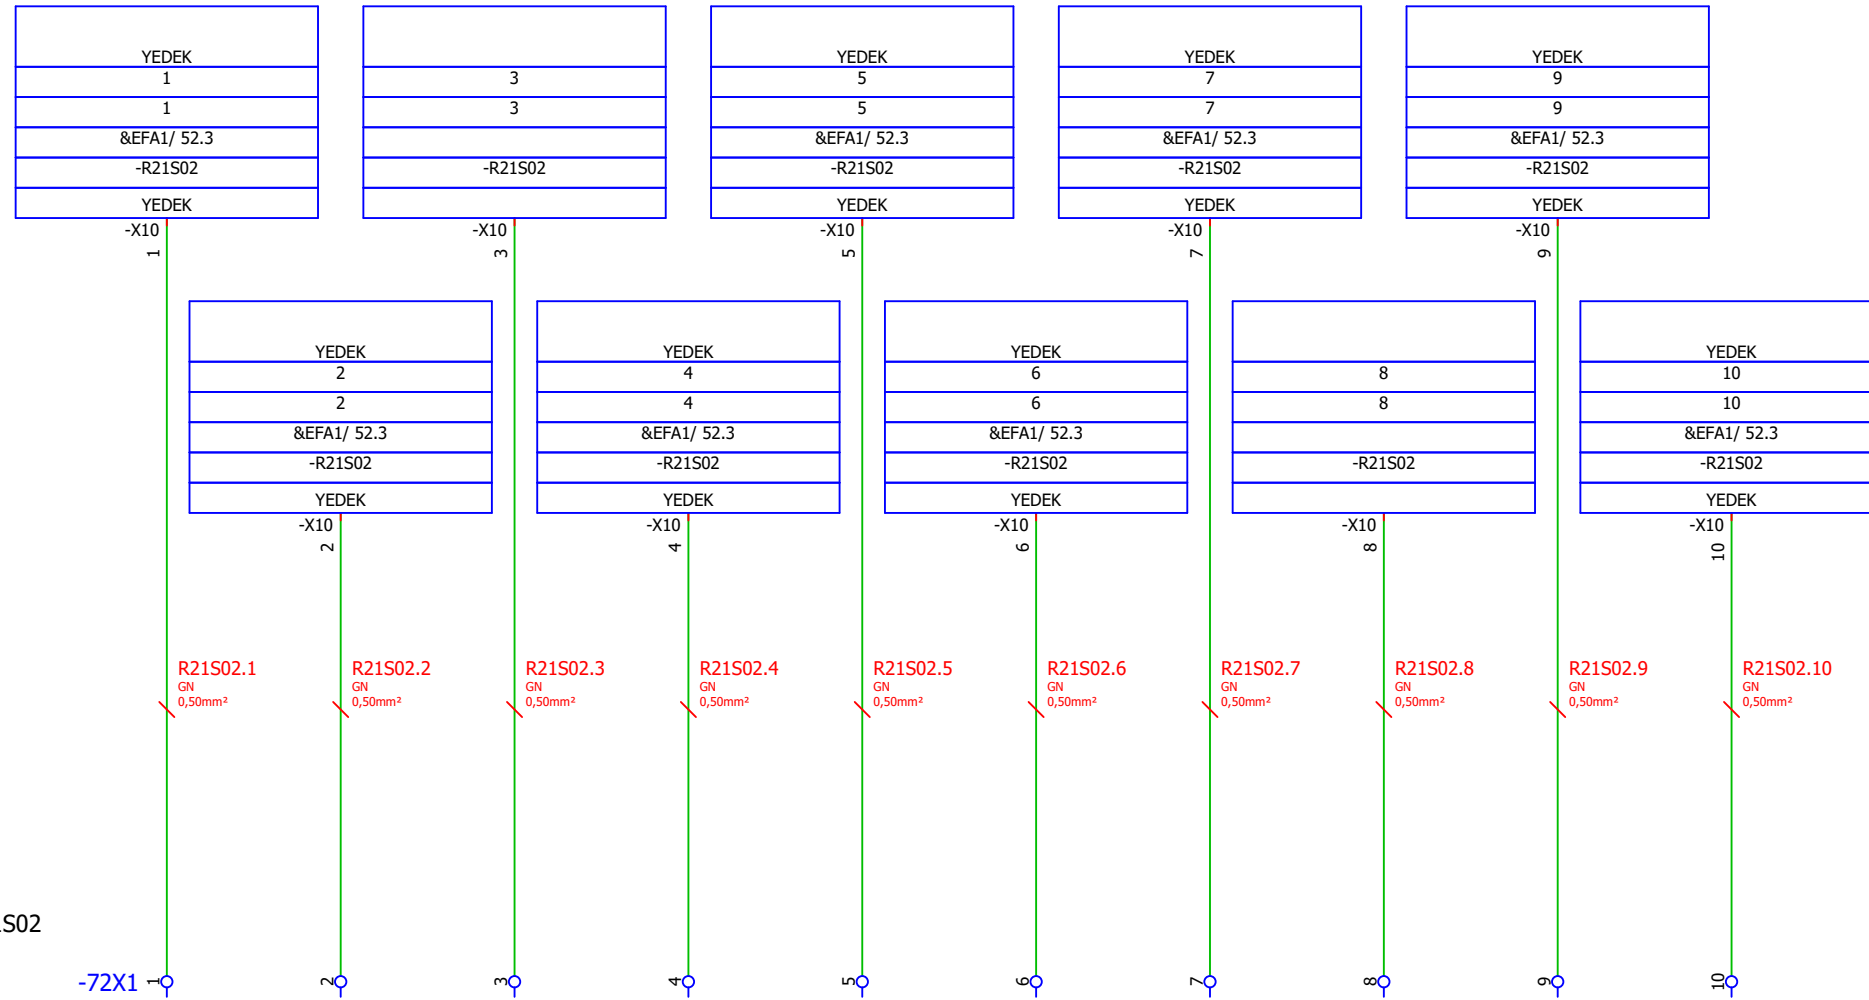 YEDEK
1
1
&EFA1/ 52.3
-R21S02
YEDEK
-X10
1
3
3
-R21S02
-X10
3
YEDEK
5
5
&EFA1/ 52.3
-R21S02
YEDEK
-X10
5
YEDEK
7
7
&EFA1/ 52.3
-R21S02
YEDEK
-X10
7
YEDEK
9
9
&EFA1/ 52.3
-R21S02
YEDEK
-X10
9
YEDEK
2
2
&EFA1/ 52.3
-R21S02
YEDEK
-X10
2
YEDEK
4
4
&EFA1/ 52.3
-R21S02
YEDEK
-X10
4
YEDEK
6
6
&EFA1/ 52.3
-R21S02
YEDEK
-X10
6
8
8
-R21S02
-X10
8
YEDEK
10
10
&EFA1/ 52.3
-R21S02
YEDEK
-X10
10
R21S02.1
GN
0,50mm²
R21S02.2
GN
0,50mm²
R21S02.3
GN
0,50mm²
R21S02.4
GN
0,50mm²
R21S02.5
GN
0,50mm²
R21S02.6
GN
0,50mm²
R21S02.7
GN
0,50mm²
R21S02.8
GN
0,50mm²
R21S02.9
GN
0,50mm²
R21S02.10
GN
0,50mm²
S02
-72X1 1 2 3 4 5 6 7 8 9 10